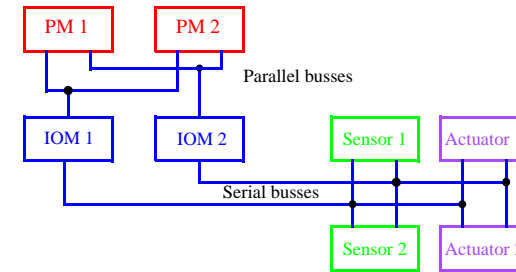 PM 1
PM 2
Parallel busses
IOM 1
IOM 2
Sensor 1
Actuator
Serial busses
Sensor 2
Actuator